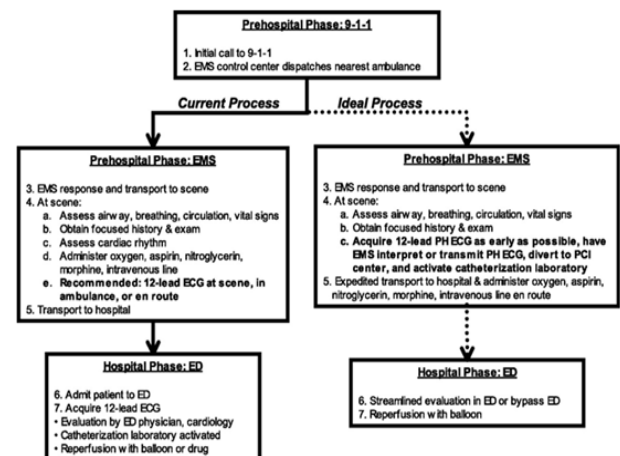 Prehospital Phase: 9-1-1
1. Initial call to 9-1-1
2. EMS control center dispatches nearest ambulance
Current Process
Ideal Process
Prehospital Phase: EMS
3. EMS response and transport to scene
4. At scene:
a. Assess airway, breathing, circulation, vital signs
b. Obtain focused history & exam
c. Assess cardiac rhythm
d. Administer oxygen, aspirin, nitroglycerin,
morphine, intravenous line
e. Recommended: 12-lead ECG at scene, in
ambulance, or en route
5. Transport to hospital
Prehospital Phase: EMS
3. EMS response and transport to scene
4. At scene:
a. Assess airway, breathing, circulation, vital signs
b. Obtain focused history & exam
c. Acquire 12-lead PH ECG as early as possible, have
EMS interpret or transmit PH ECG, divert to PCI
center, and activate catheterization laboratory
5. Expedited transport to hospital & administer oxygen, aspirin,
nitroglycerin, morphine, intravenous line en route
Hospital Phase: ED
6. Admit patient to ED
7. Acquire 12-lead ECG
• Evaluation by ED physician, cardiology
• Catheterization laboratory activated
• Reperfusion with balloon or drug
Hospital Phase: ED
6. Streamlined evaluation in ED or bypass ED
7. Reperfusion with balloon